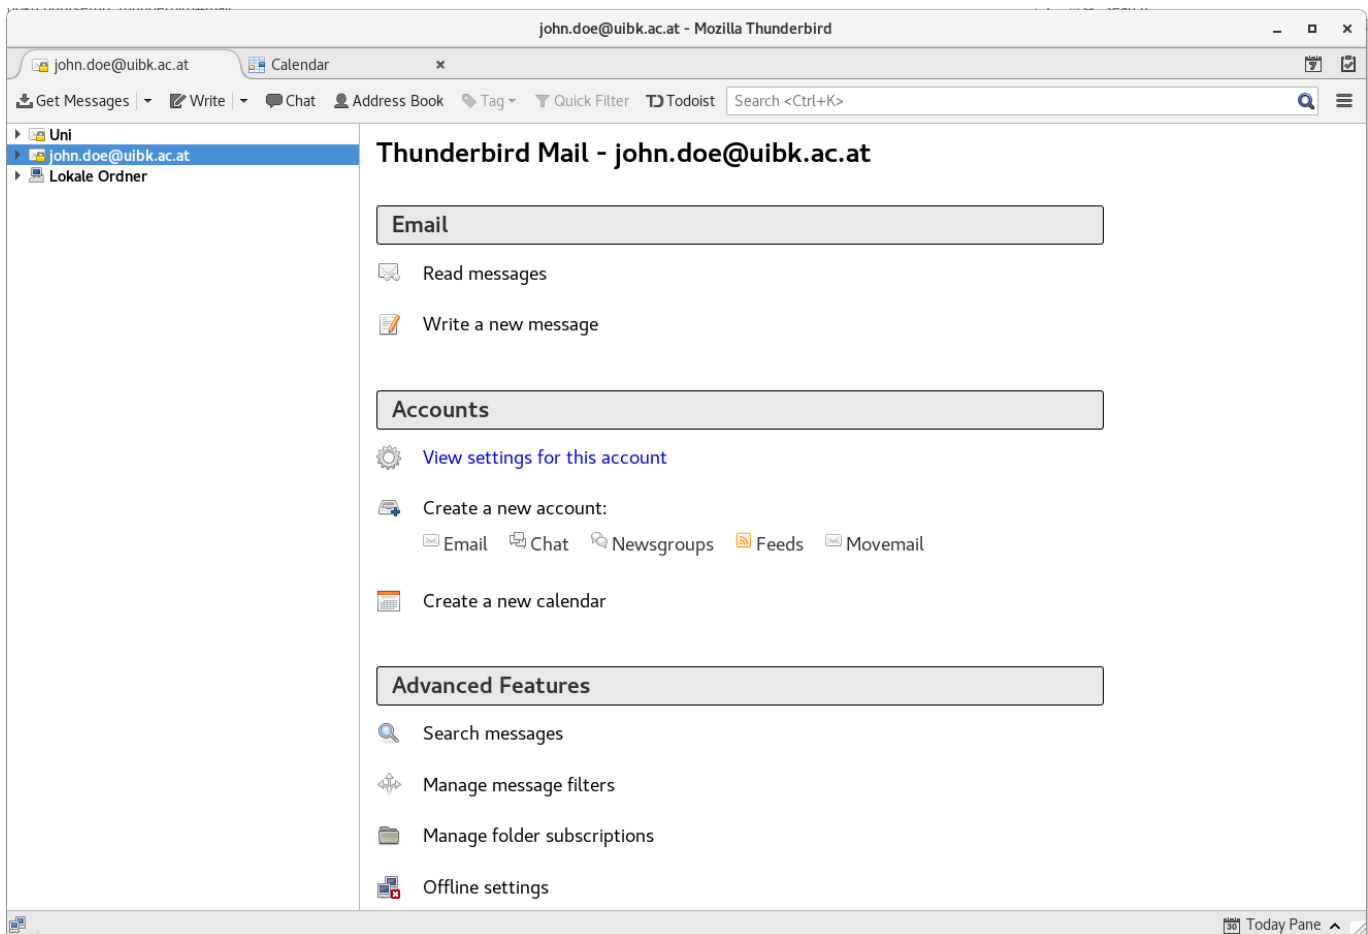 john.doe@uibk.ac.at - Mozilla Thunderbird
john.doe@uibk.ac.at Calendar
Get Messages Write Chat Address Book Tag Quick Filter Todoist Search <Ctrl+K>
Uni
john.doe@uibk.ac.at
Lokale Ordner
Thunderbird Mail - john.doe@uibk.ac.at
Email
Read messages
Write a new message
Accounts
View settings for this account
Create a new account:
Email Chat Newsgroups Feeds Movemail
Create a new calendar
Advanced Features
Search messages
Manage message filters
Manage folder subscriptions
Offline settings
30 Today Pane